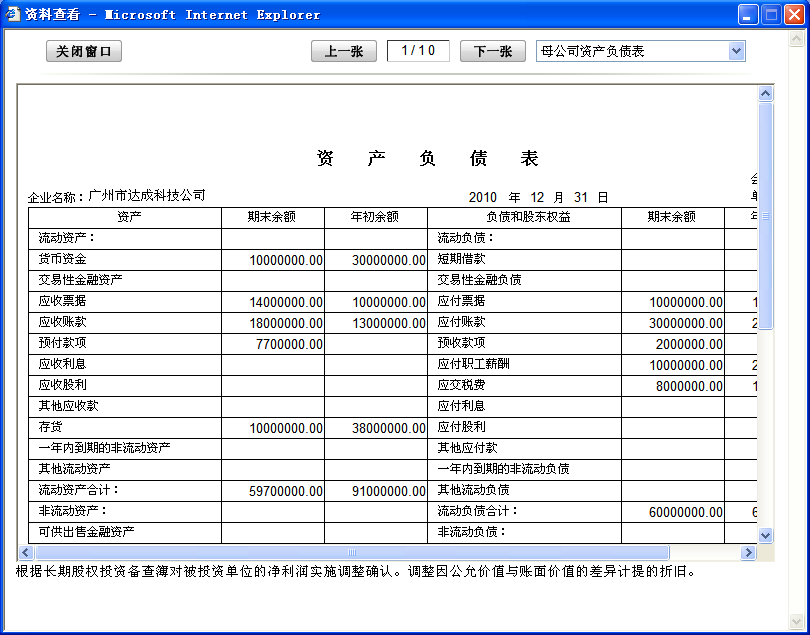 资料查看 - Microsoft Internet Explorer
关闭窗口 上一张 1/10 下一张 母公司资产负债表
资 产 负 债 表
企业名称：广州市达成科技公司 2010 年 12 月 31 日
资产 期末余额 年初余额 负债和股东权益 期末余额
流动资产： 流动负债：
货币资金 10000000.00 30000000.00 短期借款
交易性金融资产 交易性金融负债
应收票据 14000000.00 10000000.00 应付票据 10000000.00
应收账款 18000000.00 13000000.00 应付账款 30000000.00
预付款项 7700000.00 预收款项 2000000.00
应收利息 应付职工薪酬 10000000.00
应收股利 应交税费 8000000.00
其他应收款 应付利息
存货 10000000.00 38000000.00 应付股利
一年内到期的非流动资产 其他应付款
其他流动资产 一年内到期的非流动负债
流动资产合计： 59700000.00 91000000.00 其他流动负债
非流动资产： 流动负债合计： 60000000.00
可供出售金融资产 非流动负债：
根据长期股权投资备查簿对被投资单位的净利润实施调整确认。调整因公允价值与账面价值的差异计提的折旧。